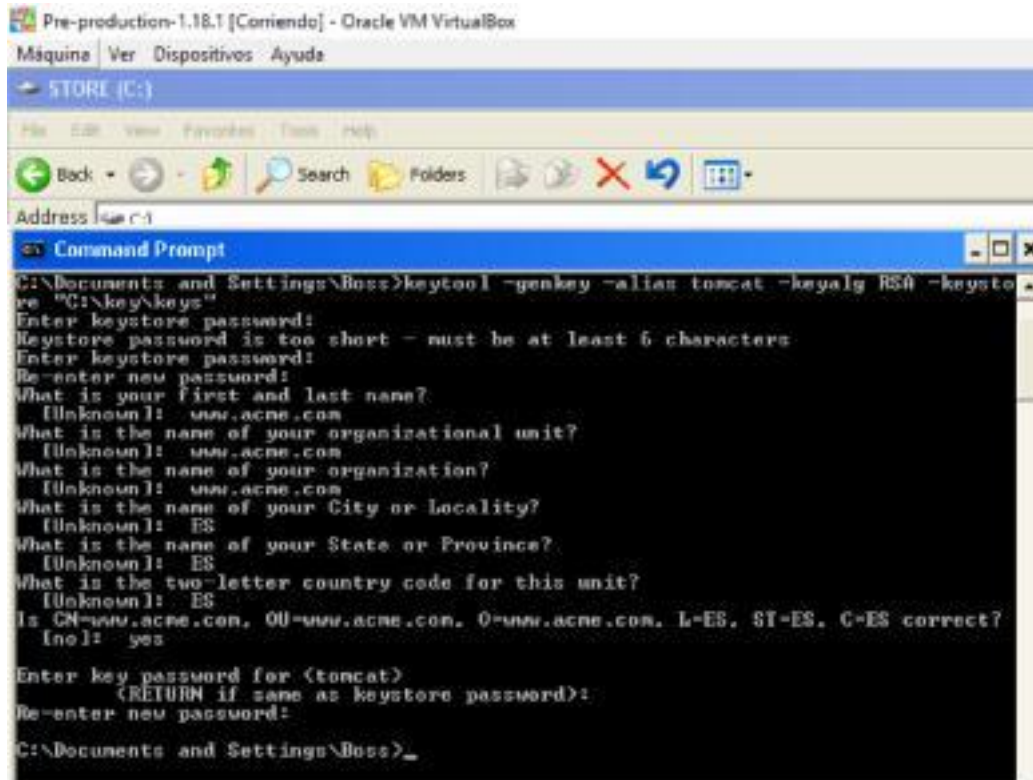 Pre-production-1.18.1 [Corriendo] - Oracle VM VirtualBox
Máquina Ver Dispositivos Ayuda
STORE (C:)
File Edit View Favorites Tools Help
Back Search Folders
Address C:\
Command Prompt
C:\Documents and Settings\Boss>keytool -genkey -alias tomcat -keyalg RSA -keysto
re "C:\key\keys"
Enter keystore password:
Keystore password is too short - must be at least 6 characters
Enter keystore password:
Re-enter new password:
What is your first and last name?
[Unknown]: www.acme.com
What is the name of your organizational unit?
[Unknown]: www.acme.com
What is the name of your organization?
[Unknown]: www.acme.com
What is the name of your City or Locality?
[Unknown]: ES
What is the name of your State or Province?
[Unknown]: ES
What is the two-letter country code for this unit?
[Unknown]: ES
Is CN=www.acme.com, OU=www.acme.com, O=www.acme.com, L=ES, ST=ES, C=ES correct?
[no]: yes
Enter key password for <tomcat>
(RETURN if same as keystore password):
Re-enter new password:
C:\Documents and Settings\Boss>_